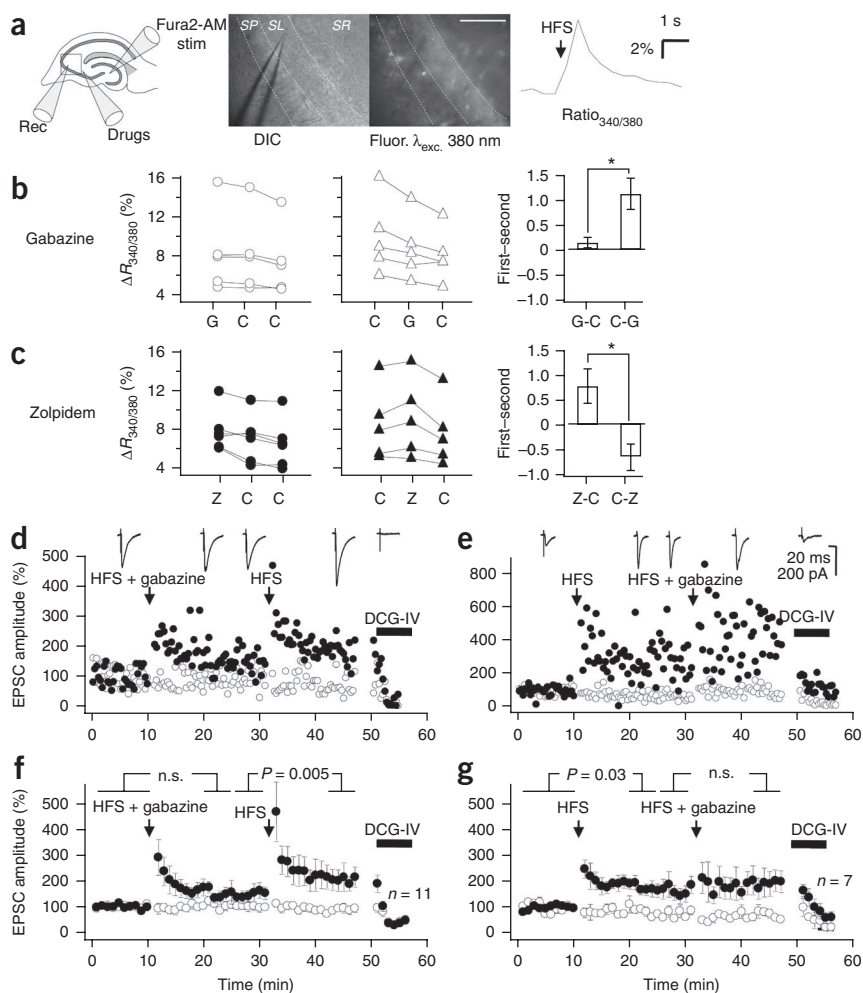 a
Fura2-AM
stim
Rec
Drugs
SP SL SR
DIC
Fluor. λexc. 380 nm
HFS
1 s
2%
Ratio340/380
b
Gabazine
ΔR340/380 (%)
16
12
8
4
G C C
C G C
*
First–second
1.5
1.0
0.5
0
–0.5
–1.0
G-C C-G
c
Zolpidem
ΔR340/380 (%)
16
12
8
4
Z C C
C Z C
*
First–second
1.5
1.0
0.5
0
–0.5
–1.0
Z-C C-Z
d
EPSC amplitude (%)
500
400
300
200
100
0
HFS + gabazine
HFS
DCG-IV
0 10 20 30 40 50 60
e
800
600
400
200
0
HFS
HFS + gabazine
20 ms
200 pA
DCG-IV
0 10 20 30 40 50 60
f
EPSC amplitude (%)
n.s.
P = 0.005
500
400
300
200
100
0
HFS + gabazine
HFS
DCG-IV
n = 11
0 10 20 30 40 50 60
Time (min)
g
P = 0.03
n.s.
500
400
300
200
100
0
HFS
HFS + gabazine
DCG-IV
n = 7
0 10 20 30 40 50 60
Time (min)